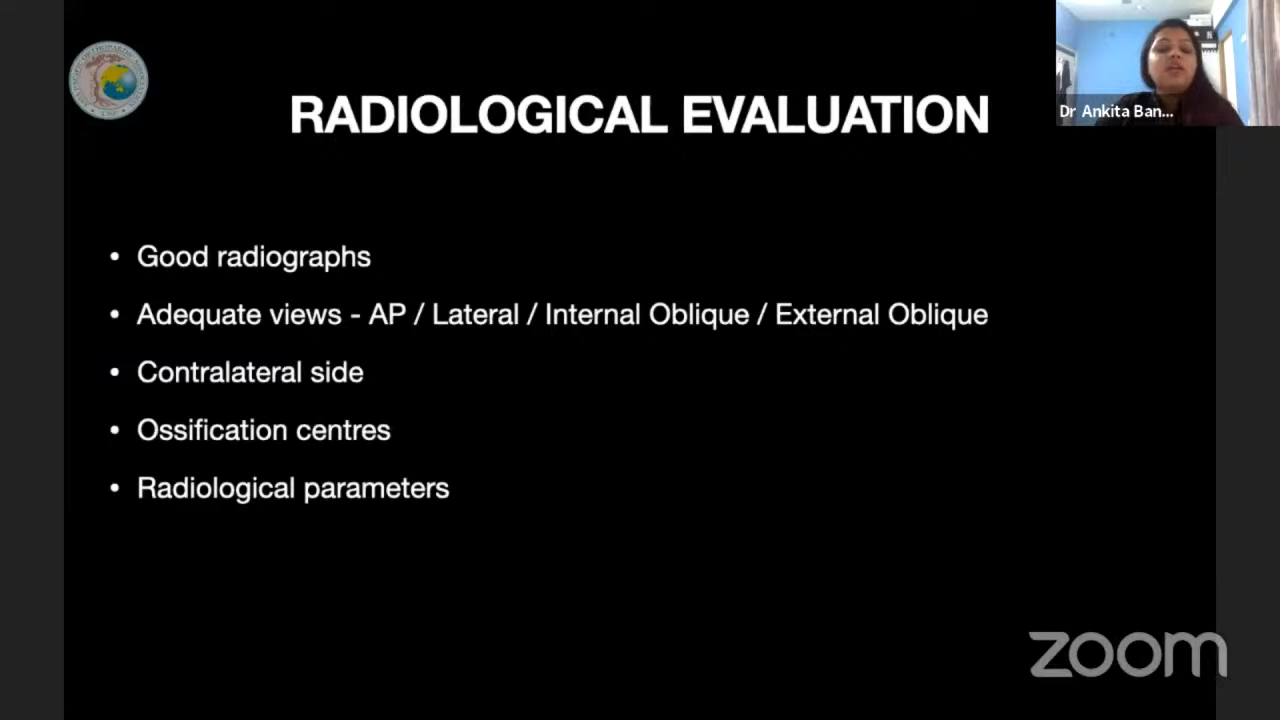 RADIOLOGICAL EVALUATION
Dr Ankita Ban...
• Good radiographs
• Adequate views - AP / Lateral / Internal Oblique / External Oblique
• Contralateral side
• Ossification centres
• Radiological parameters
zoom